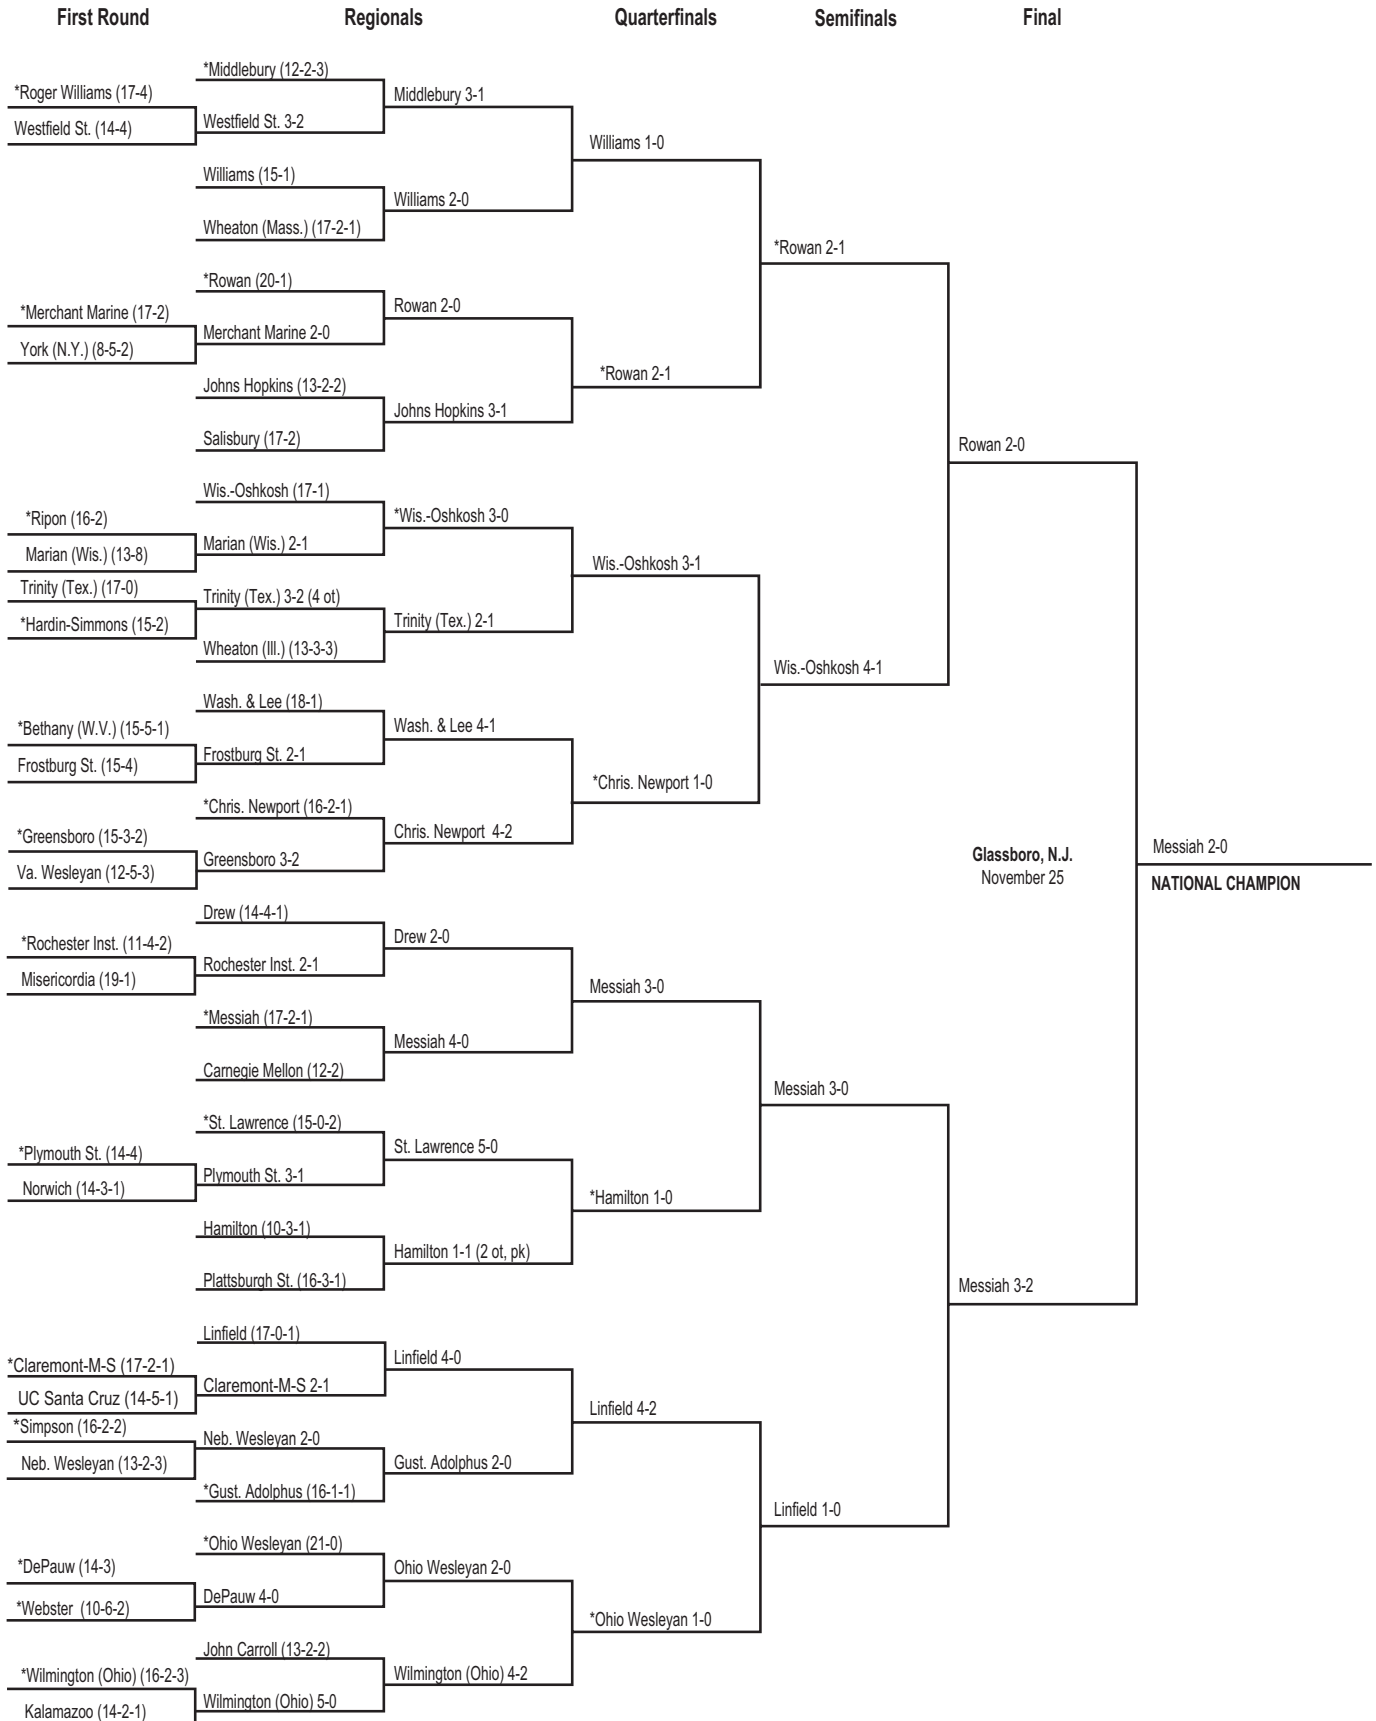 First Round Regionals Quarterfinals Semifinals Final
*Middlebury (12-2-3)
*Roger Williams (17-4)
Middlebury 3-1
Westfield St. (14-4)
Westfield St. 3-2
Williams 1-0
Williams (15-1)
Williams 2-0
Wheaton (Mass.) (17-2-1)
*Rowan 2-1
*Rowan (20-1)
*Merchant Marine (17-2)
Rowan 2-0
Merchant Marine 2-0
York (N.Y.) (8-5-2)
*Rowan 2-1
Johns Hopkins (13-2-2)
Johns Hopkins 3-1
Salisbury (17-2)
Rowan 2-0
Wis.-Oshkosh (17-1)
*Ripon (16-2)
*Wis.-Oshkosh 3-0
Marian (Wis.) 2-1
Marian (Wis.) (13-8)
Wis.-Oshkosh 3-1
Trinity (Tex.) (17-0)
Trinity (Tex.) 3-2 (4 ot)
*Hardin-Simmons (15-2)
Trinity (Tex.) 2-1
Wheaton (Ill.) (13-3-3)
Wis.-Oshkosh 4-1
Wash. & Lee (18-1)
*Bethany (W.V.) (15-5-1)
Wash. & Lee 4-1
Frostburg St. 2-1
Frostburg St. (15-4)
*Chris. Newport 1-0
*Chris. Newport (16-2-1)
*Greensboro (15-3-2)
Chris. Newport 4-2
Greensboro 3-2
Va. Wesleyan (12-5-3)
Glassboro, N.J.
November 25
Messiah 2-0
NATIONAL CHAMPION
Drew (14-4-1)
*Rochester Inst. (11-4-2)
Drew 2-0
Rochester Inst. 2-1
Misericordia (19-1)
Messiah 3-0
*Messiah (17-2-1)
Messiah 4-0
Carnegie Mellon (12-2)
Messiah 3-0
*St. Lawrence (15-0-2)
*Plymouth St. (14-4)
St. Lawrence 5-0
Plymouth St. 3-1
Norwich (14-3-1)
*Hamilton 1-0
Hamilton (10-3-1)
Hamilton 1-1 (2 ot, pk)
Plattsburgh St. (16-3-1)
Messiah 3-2
Linfield (17-0-1)
*Claremont-M-S (17-2-1)
Linfield 4-0
Claremont-M-S 2-1
UC Santa Cruz (14-5-1)
Linfield 4-2
*Simpson (16-2-2)
Neb. Wesleyan 2-0
Neb. Wesleyan (13-2-3)
Gust. Adolphus 2-0
*Gust. Adolphus (16-1-1)
Linfield 1-0
*Ohio Wesleyan (21-0)
*DePauw (14-3)
Ohio Wesleyan 2-0
DePauw 4-0
*Webster (10-6-2)
*Ohio Wesleyan 1-0
John Carroll (13-2-2)
*Wilmington (Ohio) (16-2-3)
Wilmington (Ohio) 4-2
Wilmington (Ohio) 5-0
Kalamazoo (14-2-1)